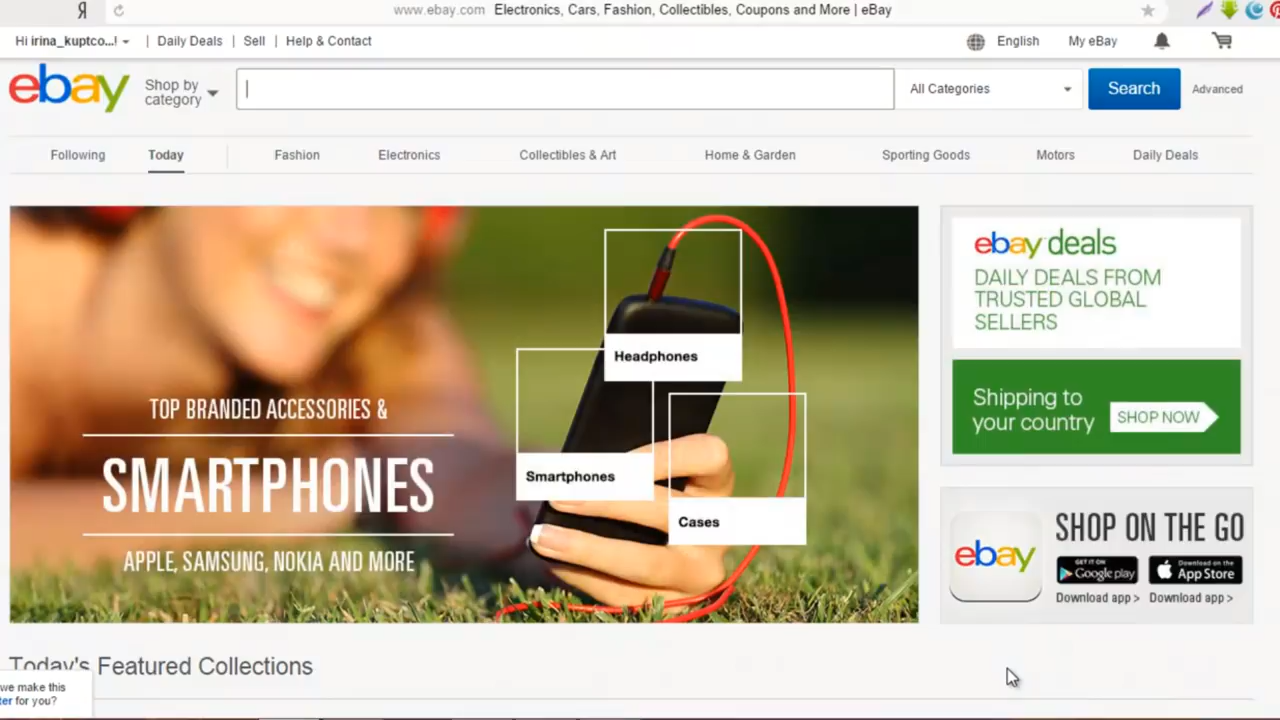 Я www.ebay.com Electronics, Cars, Fashion, Collectibles, Coupons and More | eBay
Hi irina_kuptco...! Daily Deals Sell Help & Contact English My eBay
ebay Shop by category All Categories Search Advanced
Following Today Fashion Electronics Collectibles & Art Home & Garden Sporting Goods Motors Daily Deals
TOP BRANDED ACCESSORIES &
SMARTPHONES
APPLE, SAMSUNG, NOKIA AND MORE
Headphones
Smartphones
Cases
ebay deals
DAILY DEALS FROM
TRUSTED GLOBAL
SELLERS
Shipping to
your country SHOP NOW
ebay
SHOP ON THE GO
GET IT ON
Google play
Download on the
App Store
Download app > Download app >
Today's Featured Collections
we make this
ter for you?